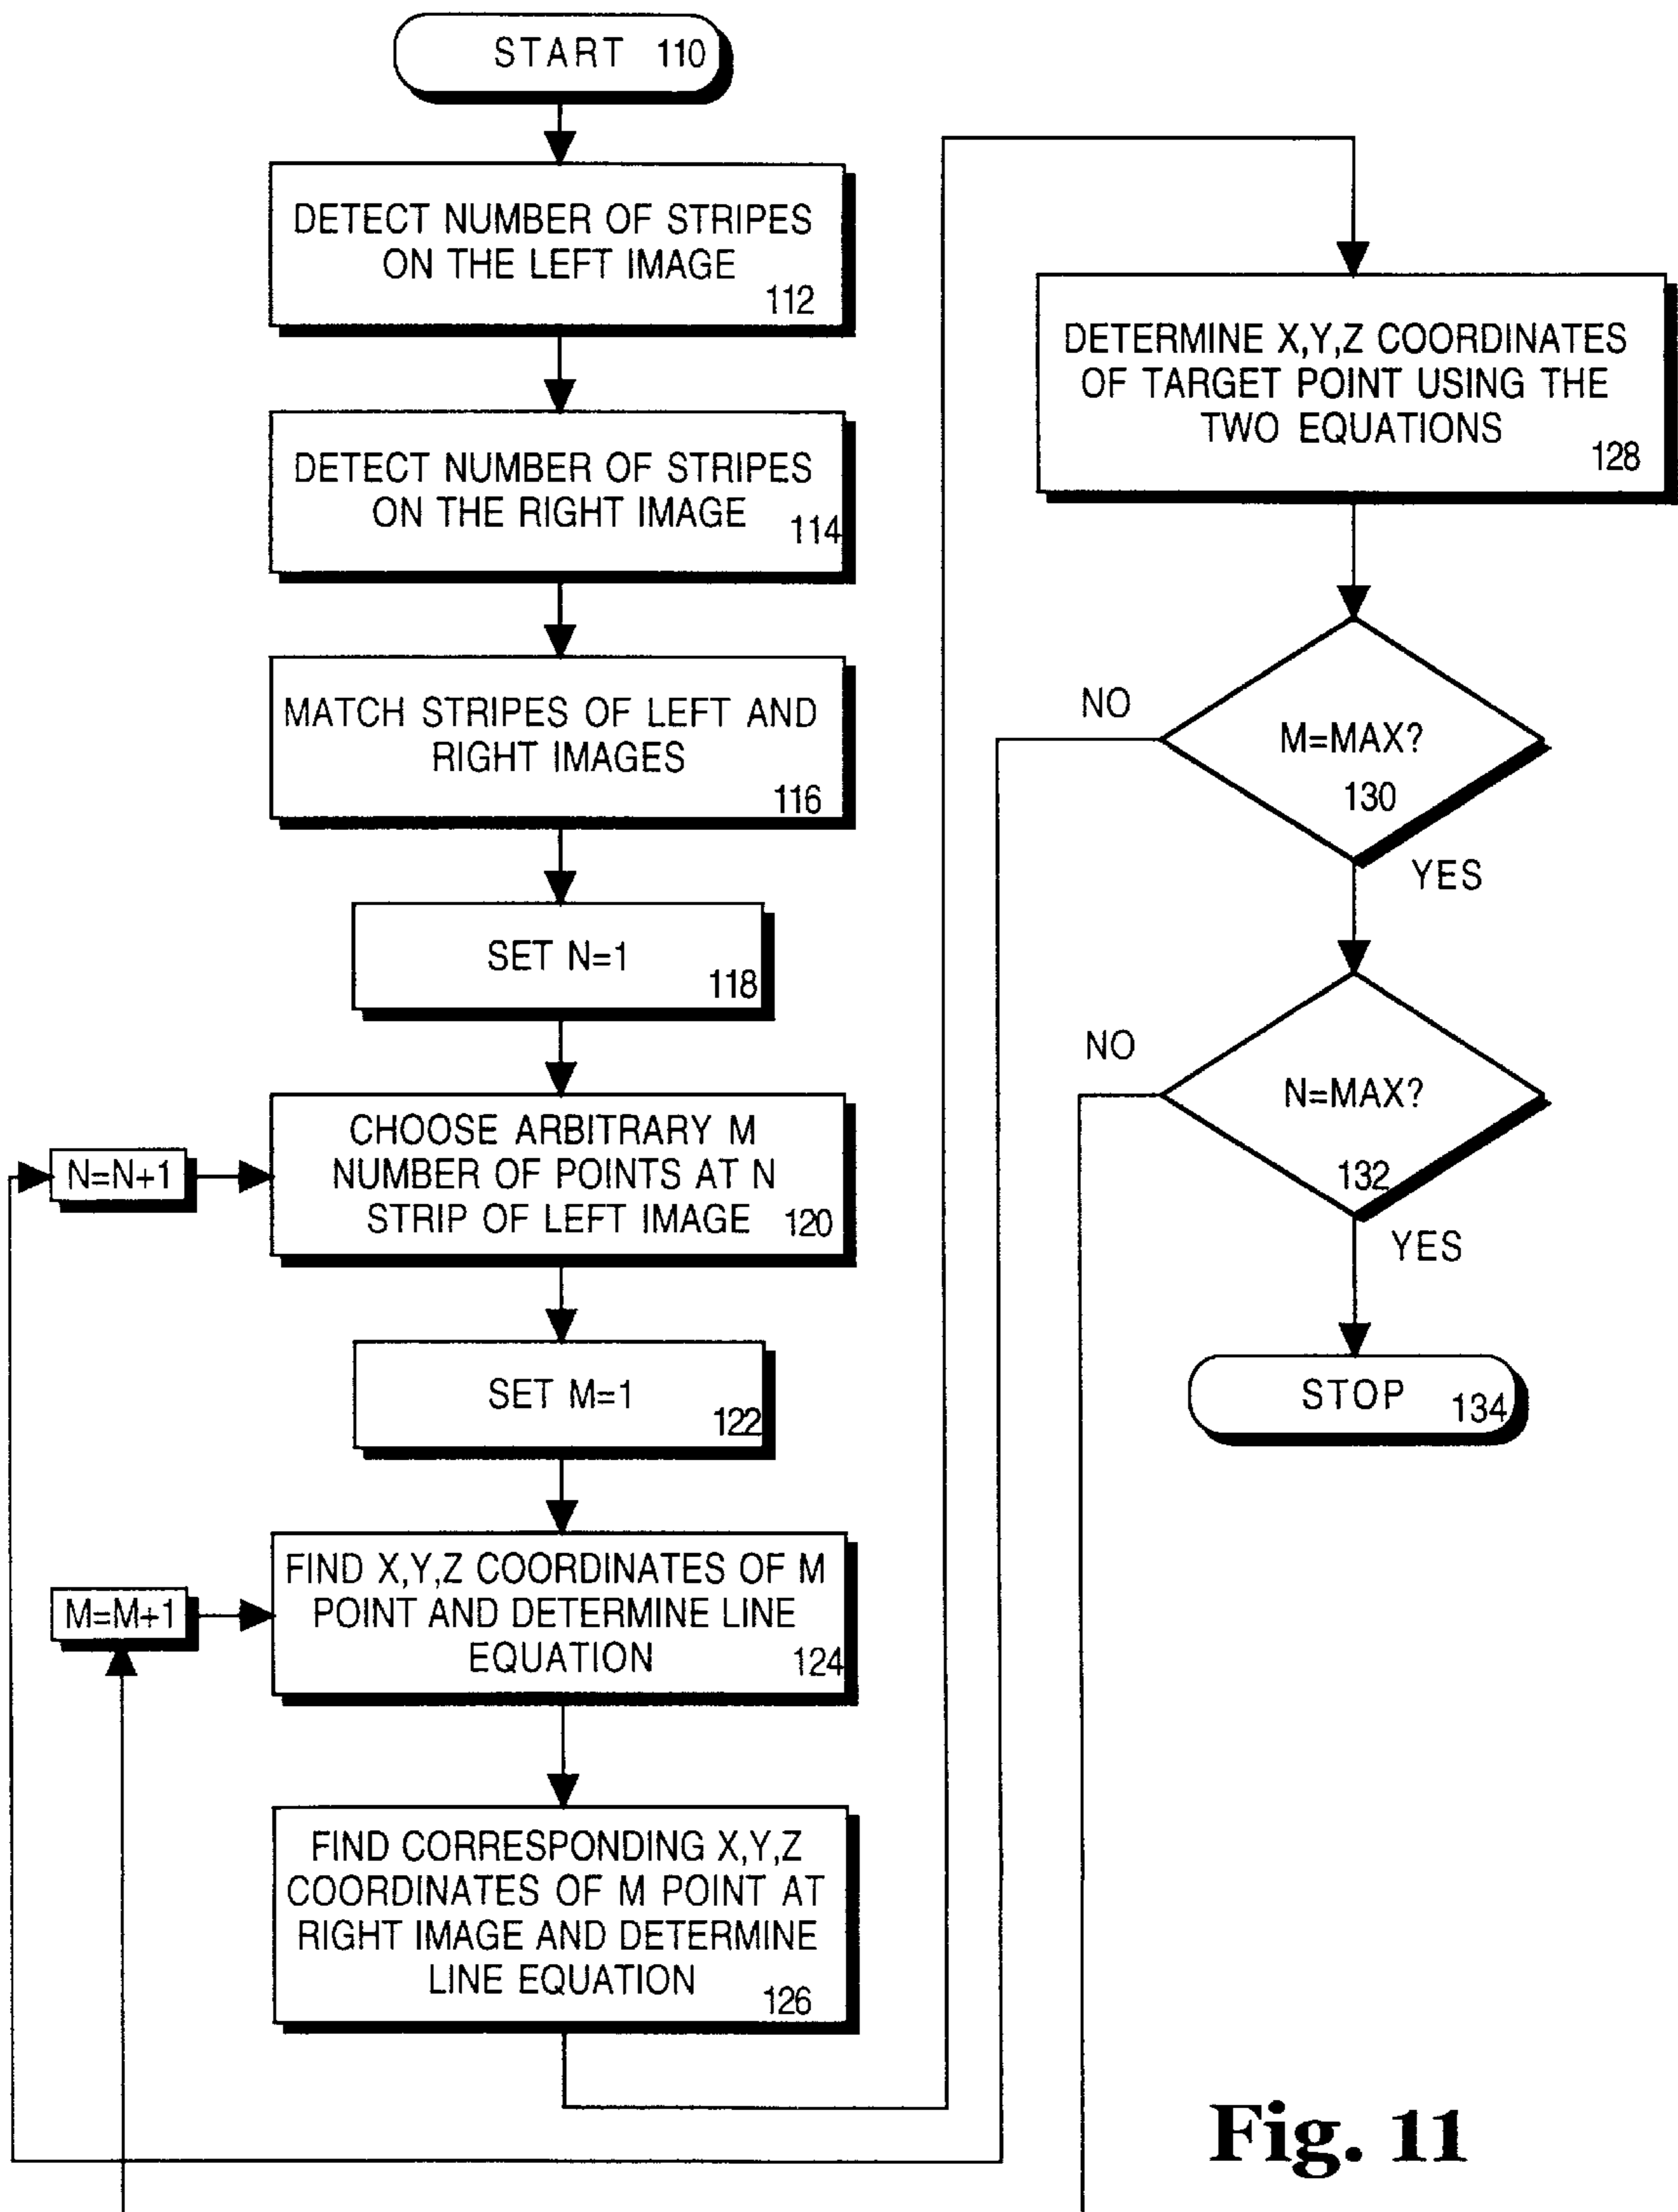 START 110
DETECT NUMBER OF STRIPES
ON THE LEFT IMAGE
112
DETECT NUMBER OF STRIPES
ON THE RIGHT IMAGE
114
MATCH STRIPES OF LEFT AND
RIGHT IMAGES
116
SET N=1
118
N=N+1
CHOOSE ARBITRARY M
NUMBER OF POINTS AT N
STRIP OF LEFT IMAGE 120
SET M=1
122
M=M+1
FIND X,Y,Z COORDINATES OF M
POINT AND DETERMINE LINE
EQUATION 124
FIND CORRESPONDING X,Y,Z
COORDINATES OF M POINT AT
RIGHT IMAGE AND DETERMINE
LINE EQUATION
126
DETERMINE X,Y,Z COORDINATES
OF TARGET POINT USING THE
TWO EQUATIONS
128
NO
M=MAX?
130
YES
NO
N=MAX?
132
YES
STOP 134
Fig. 11